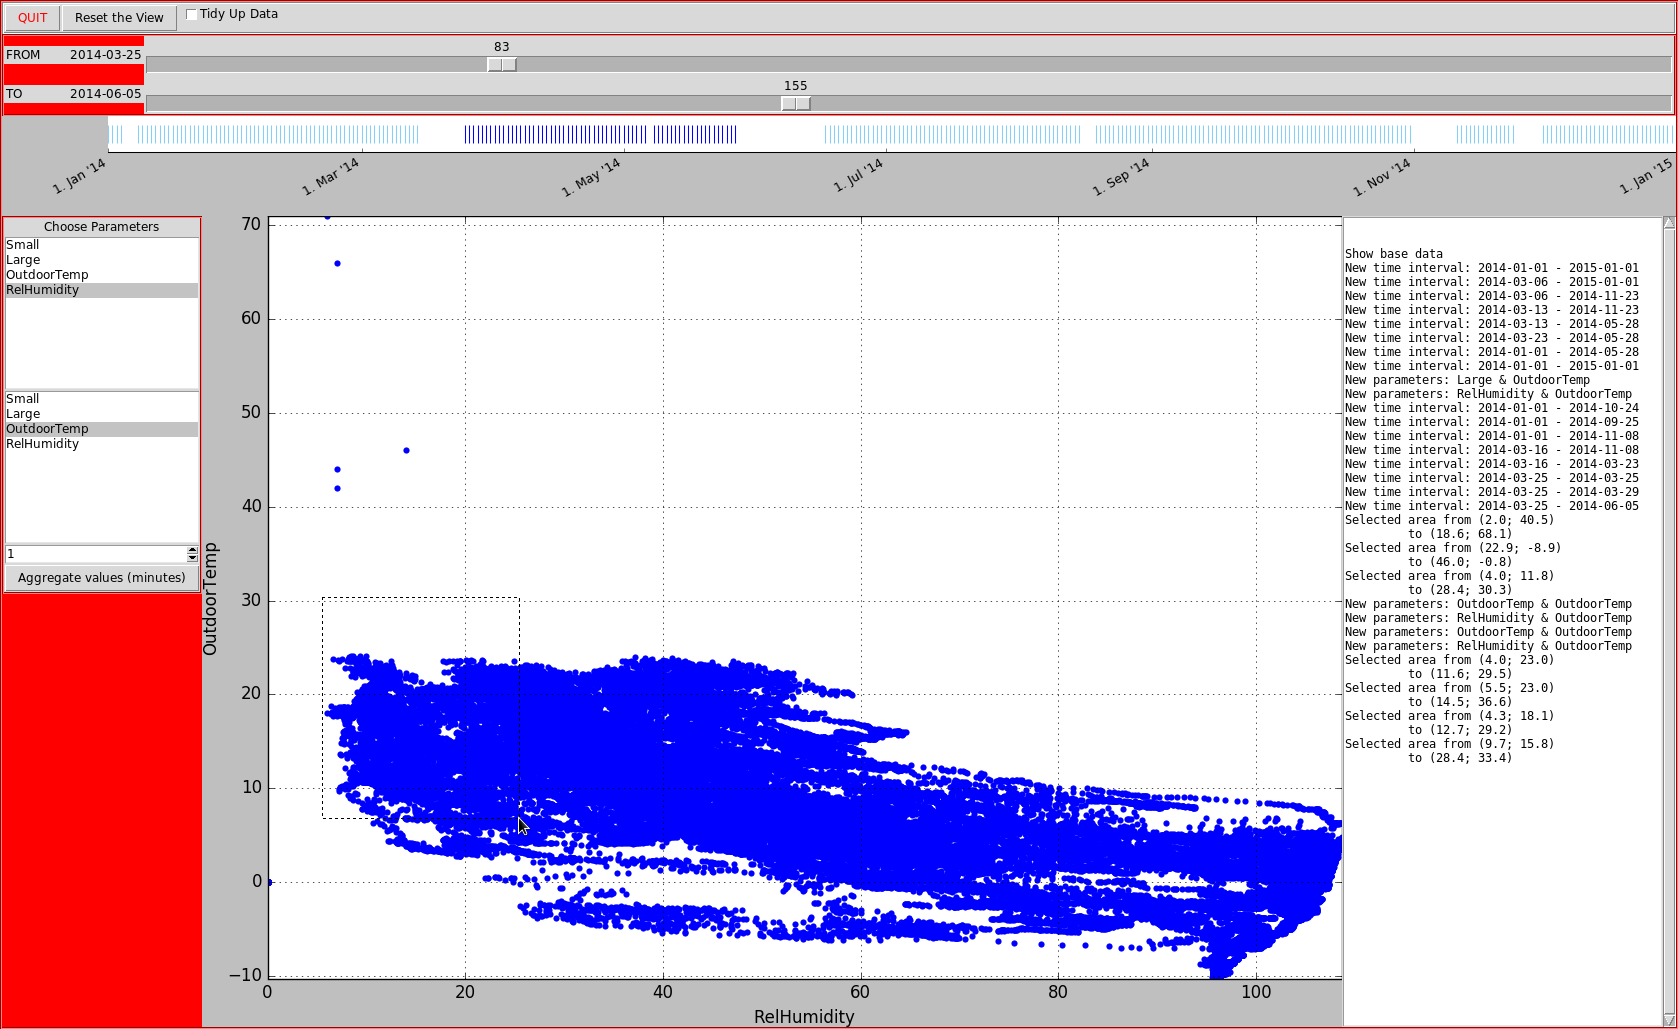 QUIT Reset the View Tidy Up Data
83
FROM 2014-03-25
155
TO 2014-06-05
1. Jan '14 1. Mar '14 1. May '14 1. Jul '14 1. Sep '14 1. Nov '14 1. Jan '15
Choose Parameters
Small
Large
OutdoorTemp
RelHumidity
Small
Large
OutdoorTemp
RelHumidity
1
Aggregate values (minutes)
OutdoorTemp
70
60
50
40
30
20
10
0
−10
0 20 40 60 80 100
RelHumidity
Show base data
New time interval: 2014-01-01 - 2015-01-01
New time interval: 2014-03-06 - 2015-01-01
New time interval: 2014-03-06 - 2014-11-23
New time interval: 2014-03-13 - 2014-11-23
New time interval: 2014-03-13 - 2014-05-28
New time interval: 2014-03-23 - 2014-05-28
New time interval: 2014-01-01 - 2014-05-28
New time interval: 2014-01-01 - 2015-01-01
New parameters: Large & OutdoorTemp
New parameters: RelHumidity & OutdoorTemp
New time interval: 2014-01-01 - 2014-10-24
New time interval: 2014-01-01 - 2014-09-25
New time interval: 2014-01-01 - 2014-11-08
New time interval: 2014-03-16 - 2014-11-08
New time interval: 2014-03-16 - 2014-03-23
New time interval: 2014-03-25 - 2014-03-25
New time interval: 2014-03-25 - 2014-03-29
New time interval: 2014-03-25 - 2014-06-05
Selected area from (2.0; 40.5)
to (18.6; 68.1)
Selected area from (22.9; -8.9)
to (46.0; -0.8)
Selected area from (4.0; 11.8)
to (28.4; 30.3)
New parameters: OutdoorTemp & OutdoorTemp
New parameters: RelHumidity & OutdoorTemp
New parameters: OutdoorTemp & OutdoorTemp
New parameters: RelHumidity & OutdoorTemp
Selected area from (4.0; 23.0)
to (11.6; 29.5)
Selected area from (5.5; 23.0)
to (14.5; 36.6)
Selected area from (4.3; 18.1)
to (12.7; 29.2)
Selected area from (9.7; 15.8)
to (28.4; 33.4)